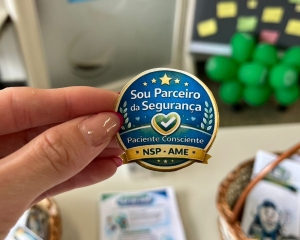 Sou Parceiro
da Segurança
Paciente Consciente
NSP - AME